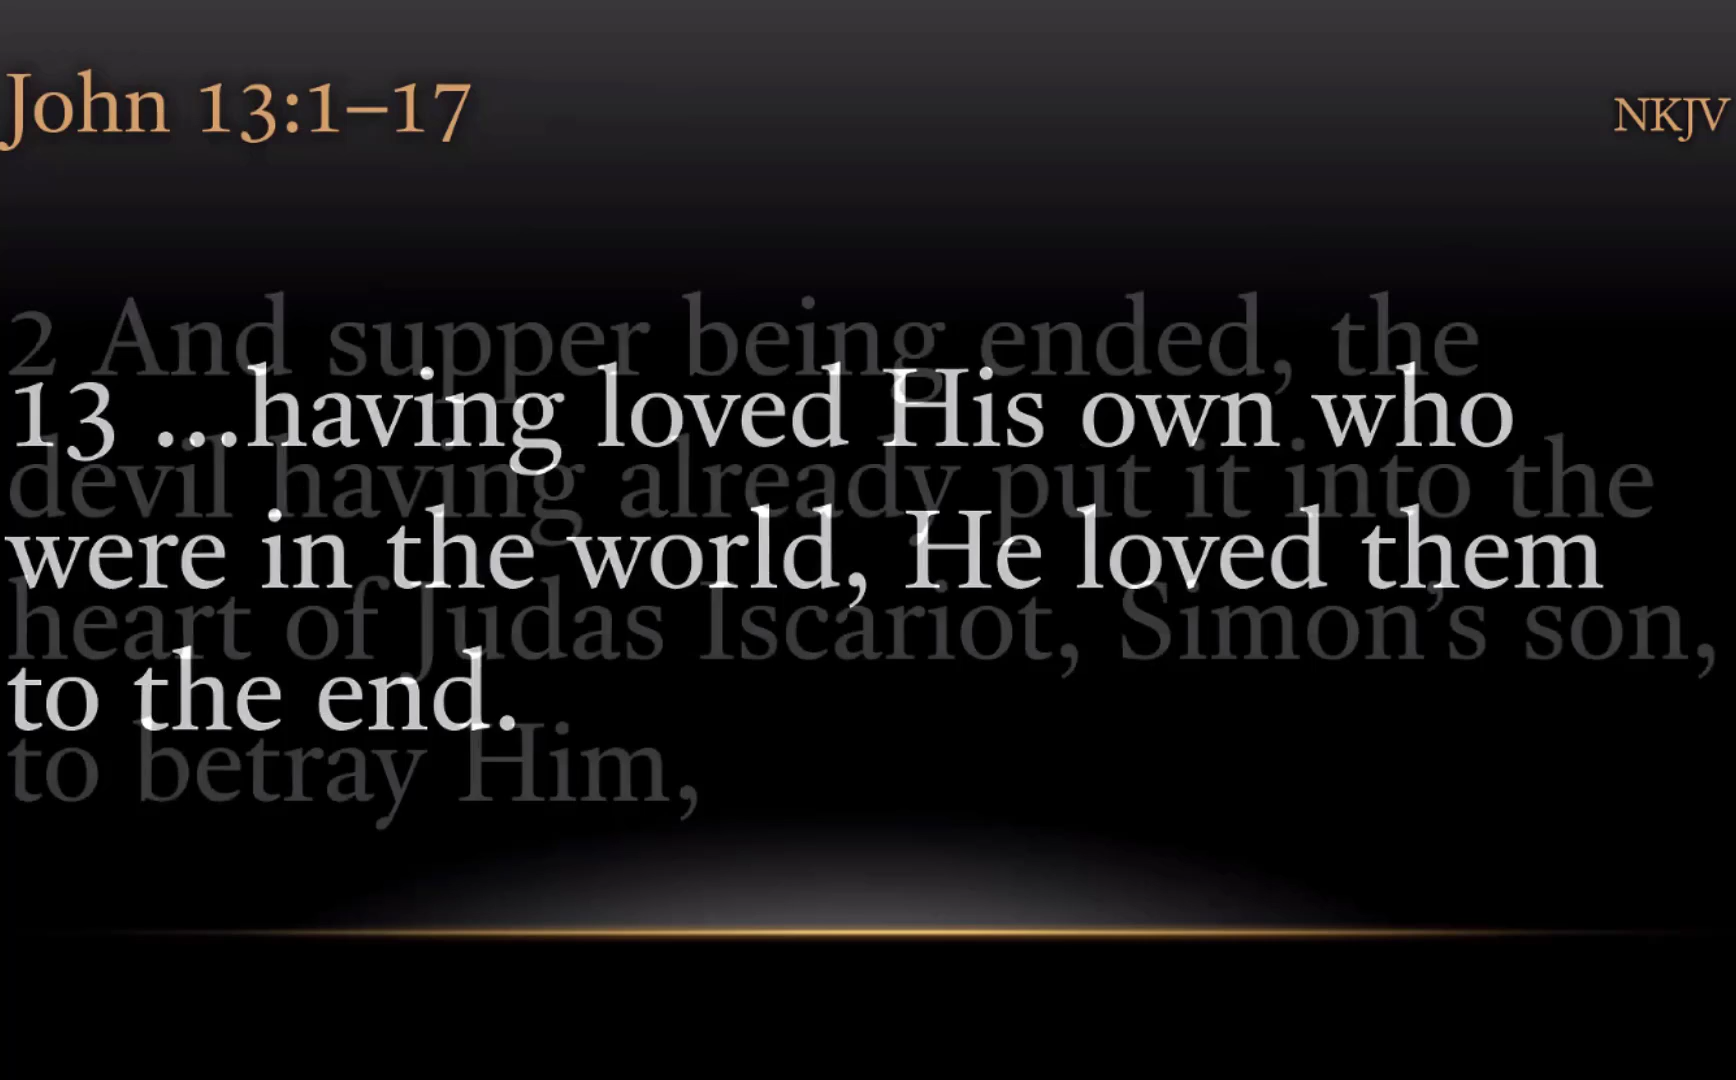 John 13:1–17
NKJV
13 ...having loved His own who
were in the world, He loved them
to the end.
2 And supper being ended, the
devil having already put it into the
heart of Judas Iscariot, Simon’s son,
to betray Him,